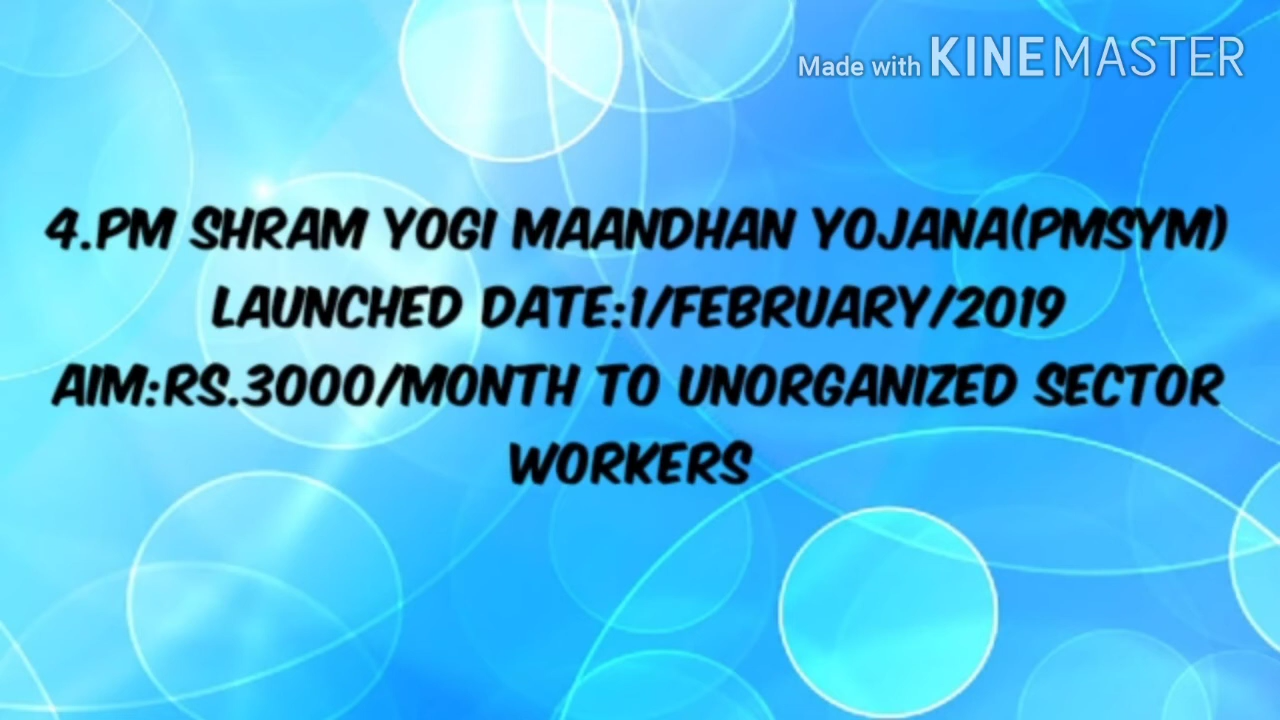 Made with KINEMASTER
4.PM SHRAM YOGI MAANDHAN YOJANA(PMSYM)
LAUNCHED DATE:1/FEBRUARY/2019
AIM:RS.3000/MONTH TO UNORGANIZED SECTOR
WORKERS